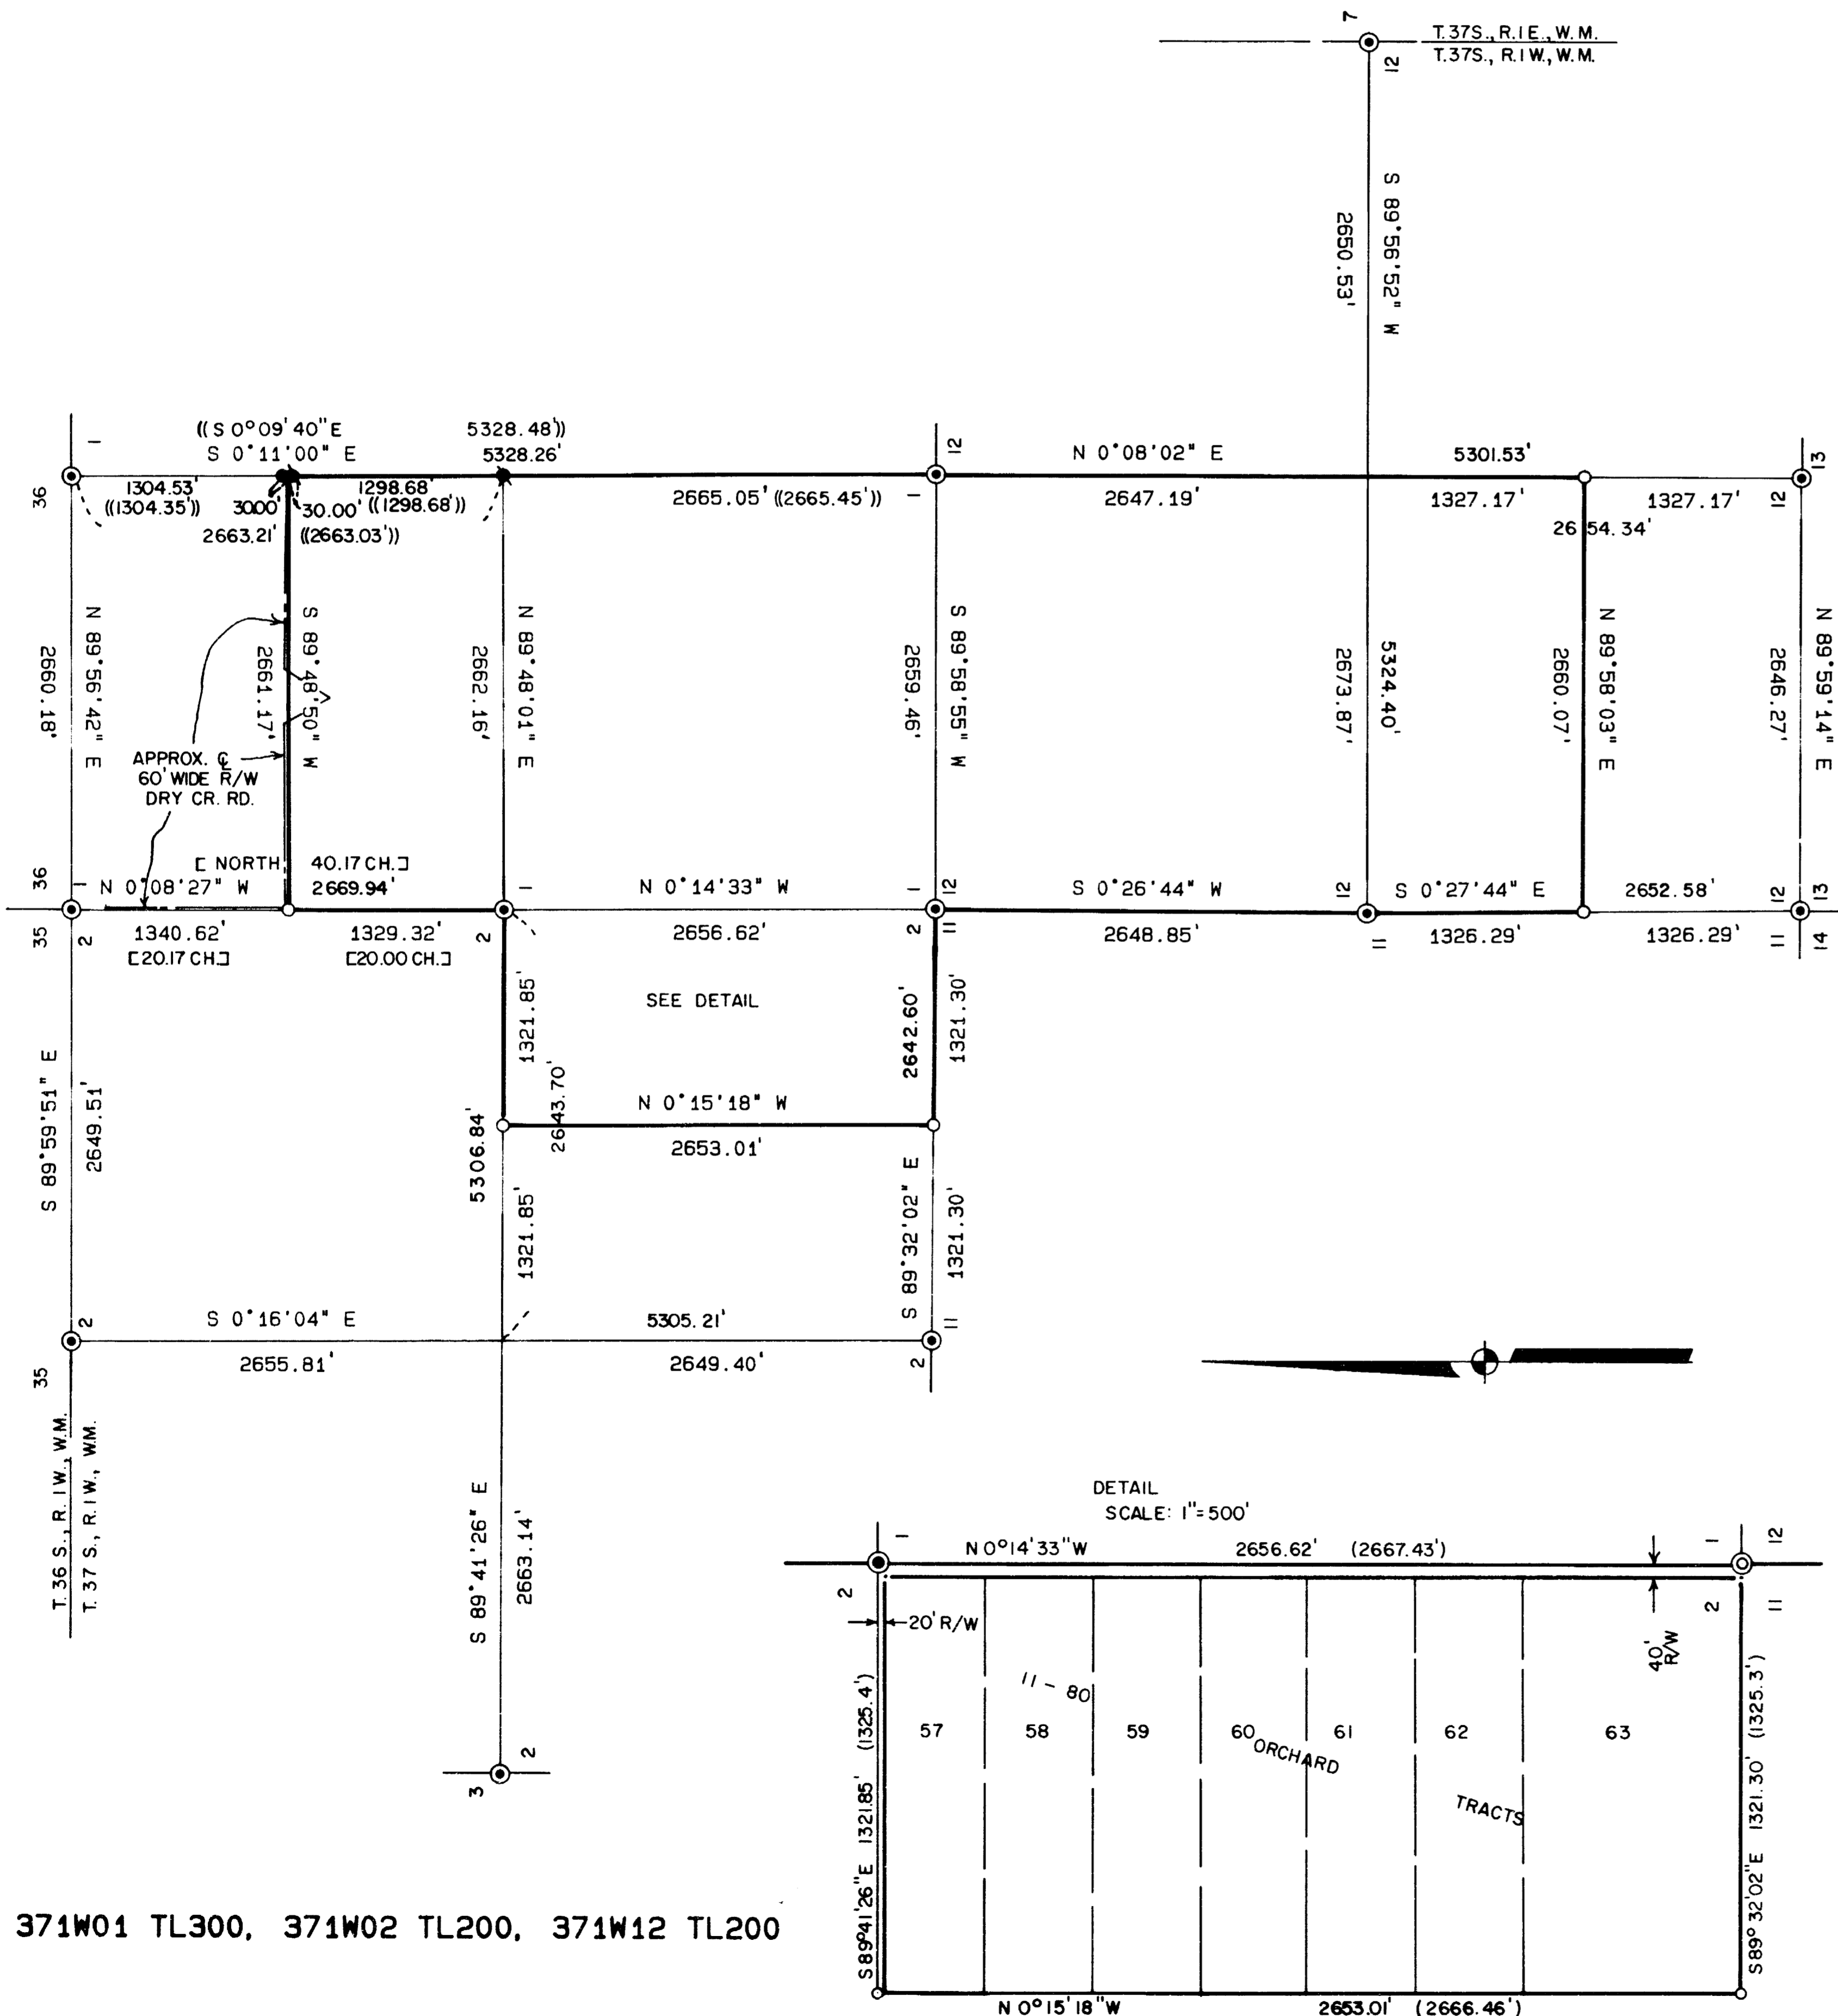 7
T.37S., R.1E., W.M.
T.37S., R.1W., W.M.
12
S 89°56'52" W
2650.53'
((S 0°09'40"E 5328.48'))
S 0°11'00" E 5328.26'
1
36
1304.53'
((1304.35'))
30.00'
30.00'
1298.68'
((1298.68'))
2663.21' ((2663.03'))
2665.05' ((2665.45'))
12
1
N 0°08'02" E 5301.53'
2647.19'
1327.17'
1327.17'
2654.34'
13
12
N 89°56'42" E
2660.18'
S 89°48'50" W
2661.17'
N 89°48'01" E
2662.16'
S 89°58'55" W
2659.46'
5324.40'
2673.87'
N 89°58'03" E
2660.07'
N 89°59'14" E
2646.27'
APPROX. ℄
60' WIDE R/W
DRY CR. RD.
[ NORTH 40.17 CH.]
36
1
N 0°08'27" W 2669.94'
1
N 0°14'33" W
1
12
S 0°26'44" W
12
S 0°27'44" E 2652.58'
12
13
35
2
1340.62'
[20.17 CH.]
1329.32'
[20.00 CH.]
2
2656.62'
2
11
2648.85'
11
1326.29'
1326.29'
11
14
SEE DETAIL
1321.85'
2642.60'
1321.30'
S 89°59'51" E
2649.51'
2643.70'
N 0°15'18" W
2653.01'
5306.84'
1321.85'
S 89°32'02" E
1321.30'
2
S 0°16'04" E 5305.21'
11
35
2655.81'
2649.40'
2
T. 36 S., R. 1W., W.M.
T. 37 S., R.1W., W.M.
S 89°41'26" E
2663.14'
2
3
DETAIL
SCALE: 1"=500'
1
N 0°14'33"W 2656.62' (2667.43')
1
12
2
20' R/W
2
11
40'
R/W
S 89°41'26"E 1321.85' (1325.4')
11 - 80
57
58
59
60
61
62
63
ORCHARD
TRACTS
S 89°32'02"E 1321.30' (1325.3')
N 0°15'18"W 2653.01' (2666.46')
371W01 TL300, 371W02 TL200, 371W12 TL200